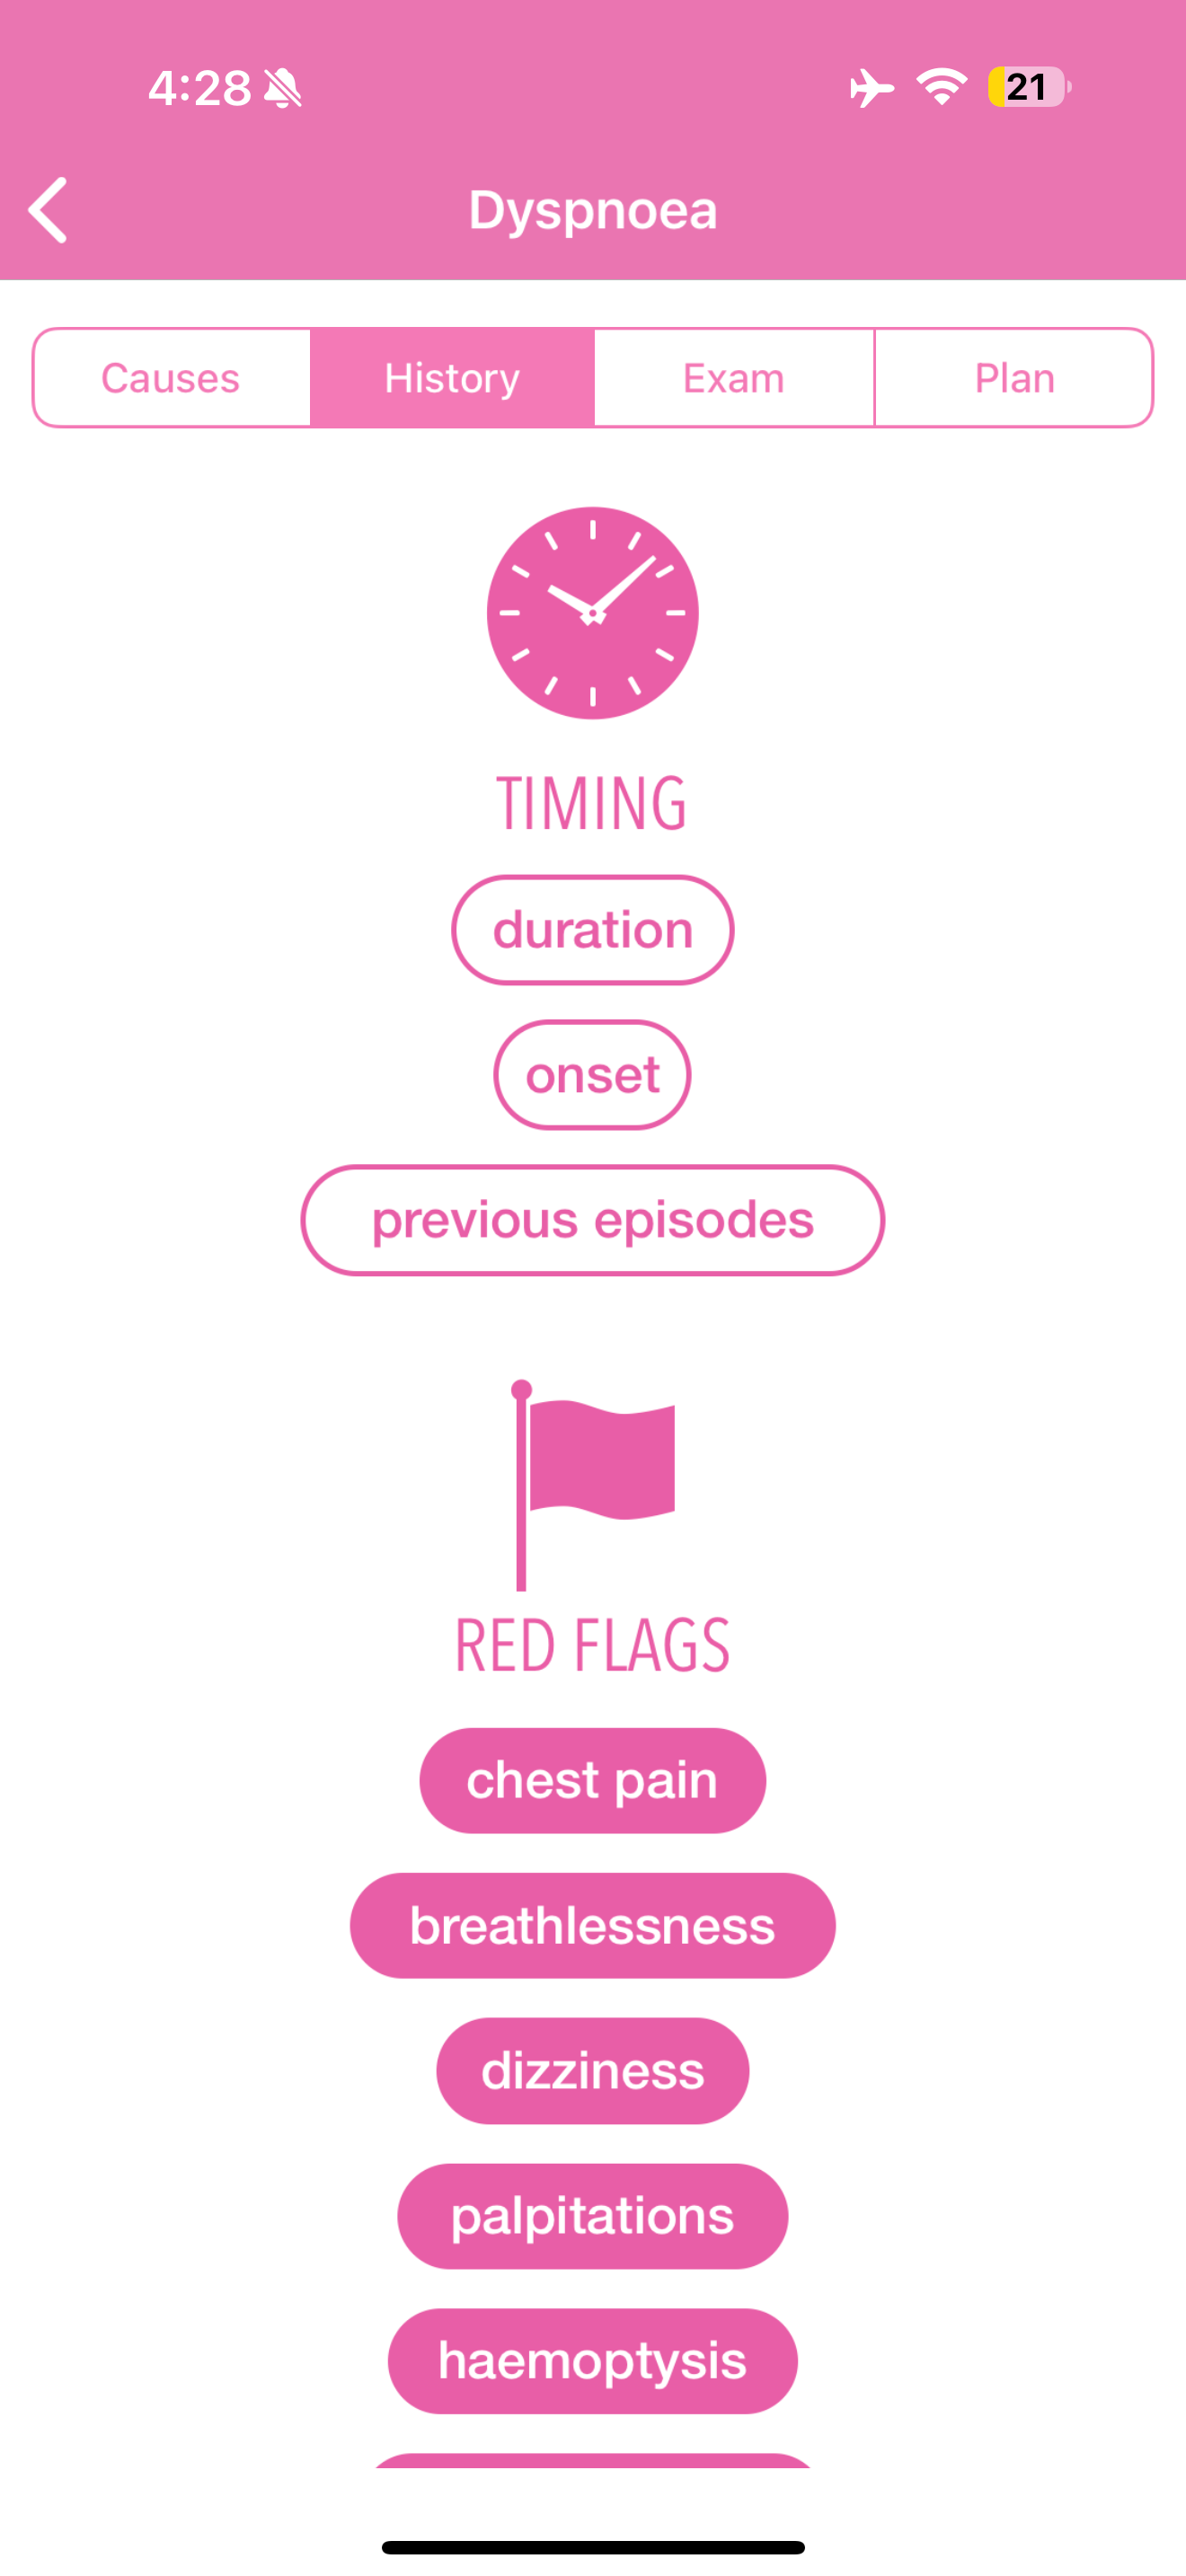 4:28
21
Dyspnoea
Causes
History
Exam
Plan
TIMING
duration
onset
previous episodes
RED FLAGS
chest pain
breathlessness
dizziness
palpitations
haemoptysis